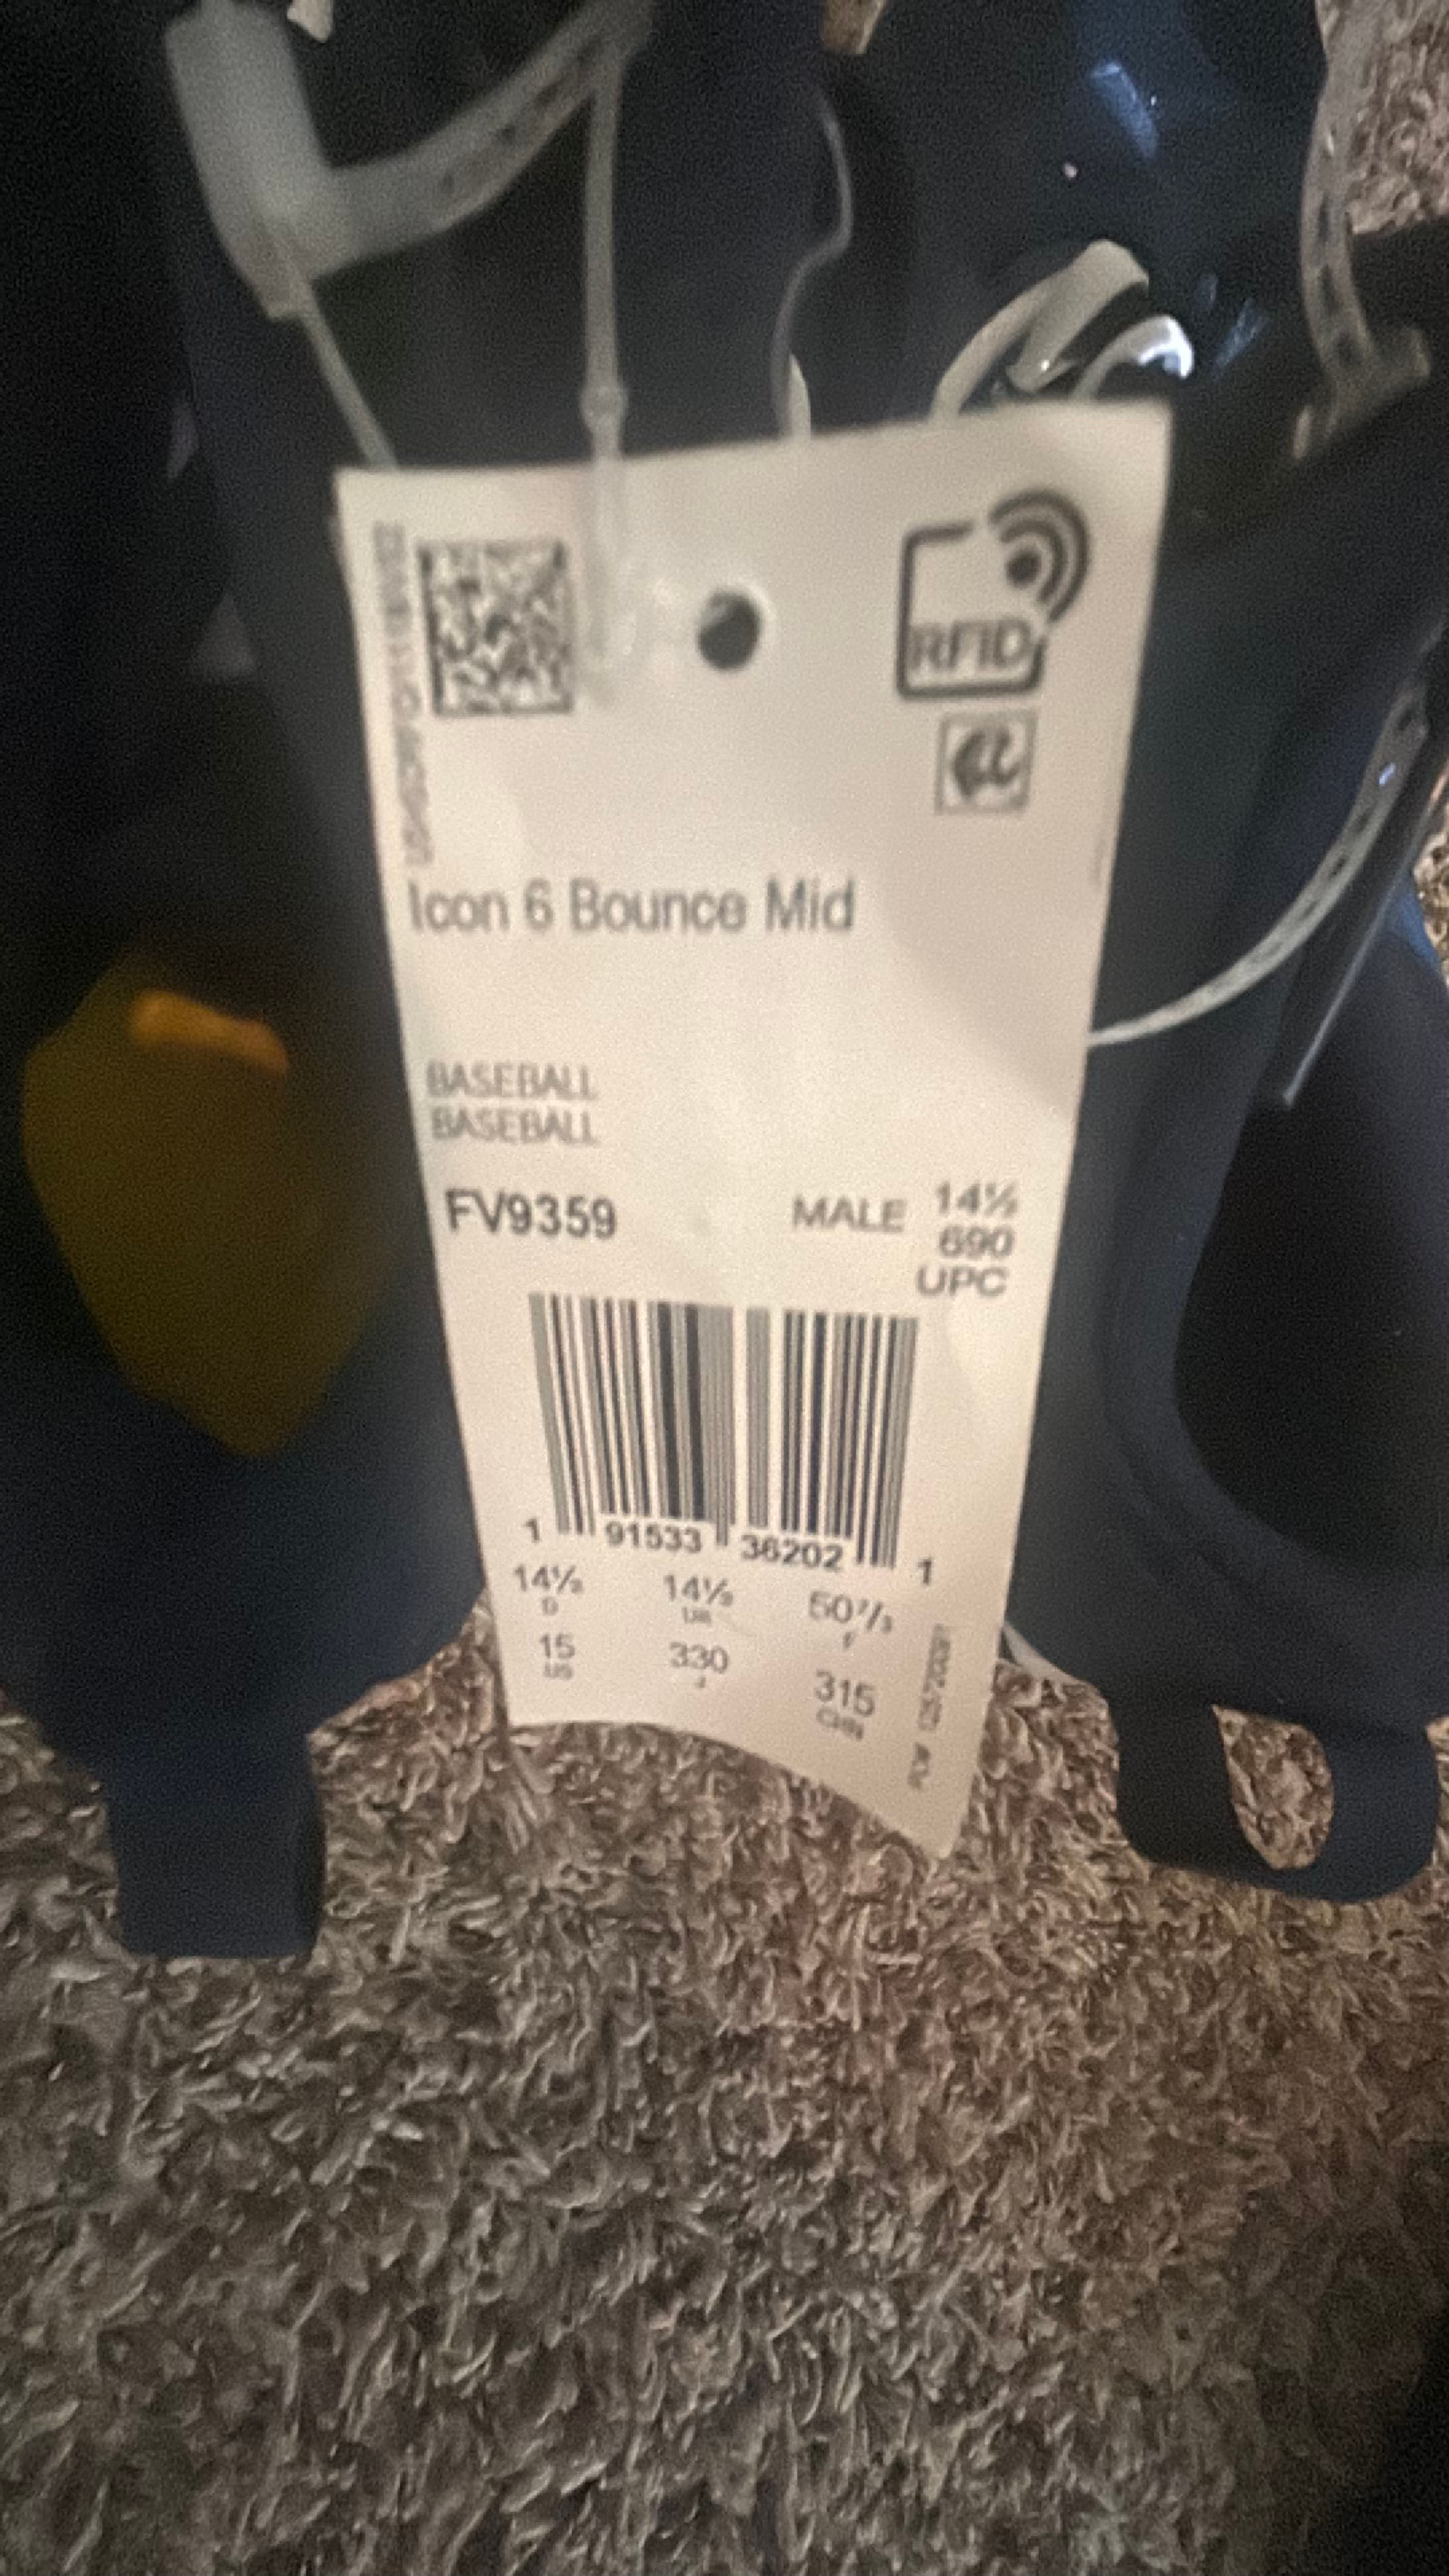 RFID
Icon 6 Bounce Mid
BASEBALL
BASEBALL
FV9359 MALE 14½
690
UPC
1 91533 36202 1
14½ 14½ 50⅔
D UK F
15 330 315
US J CHN